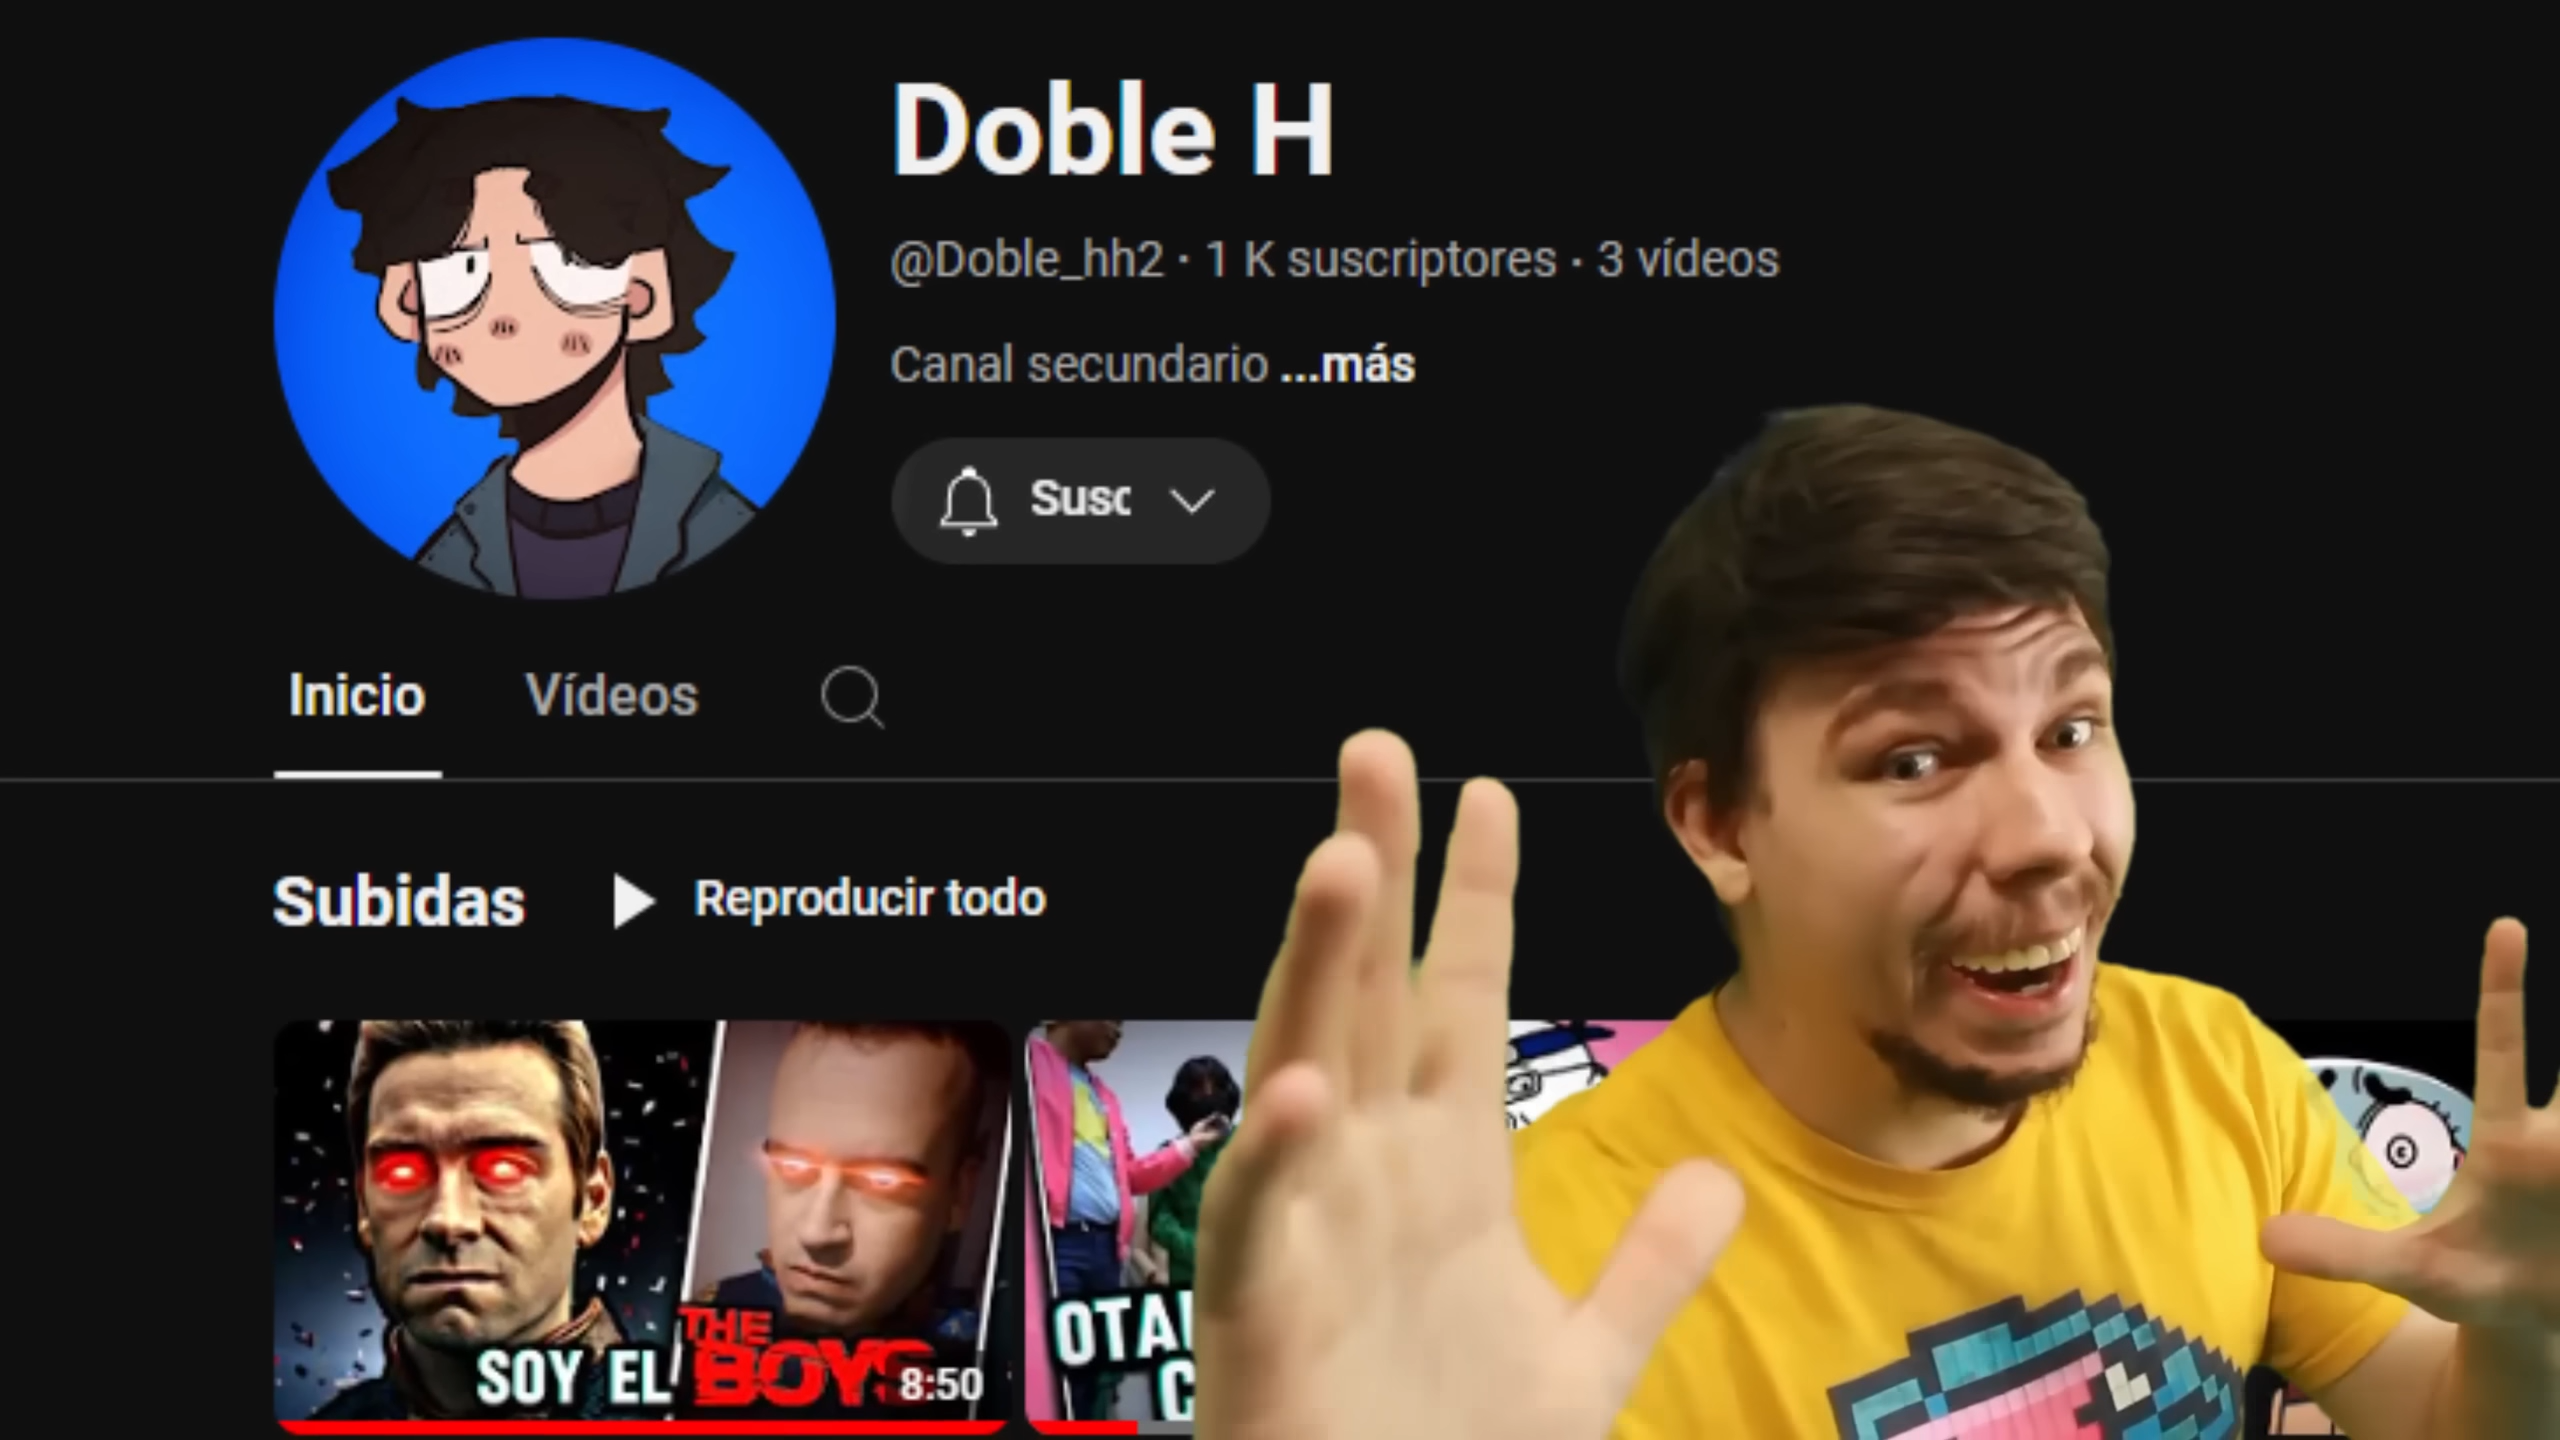 Doble H
@Doble_hh2 · 1 K suscriptores · 3 vídeos
Canal secundario ...más
Susc
Inicio Vídeos
Subidas Reproducir todo
SOY EL
THE
BOYS
8:50